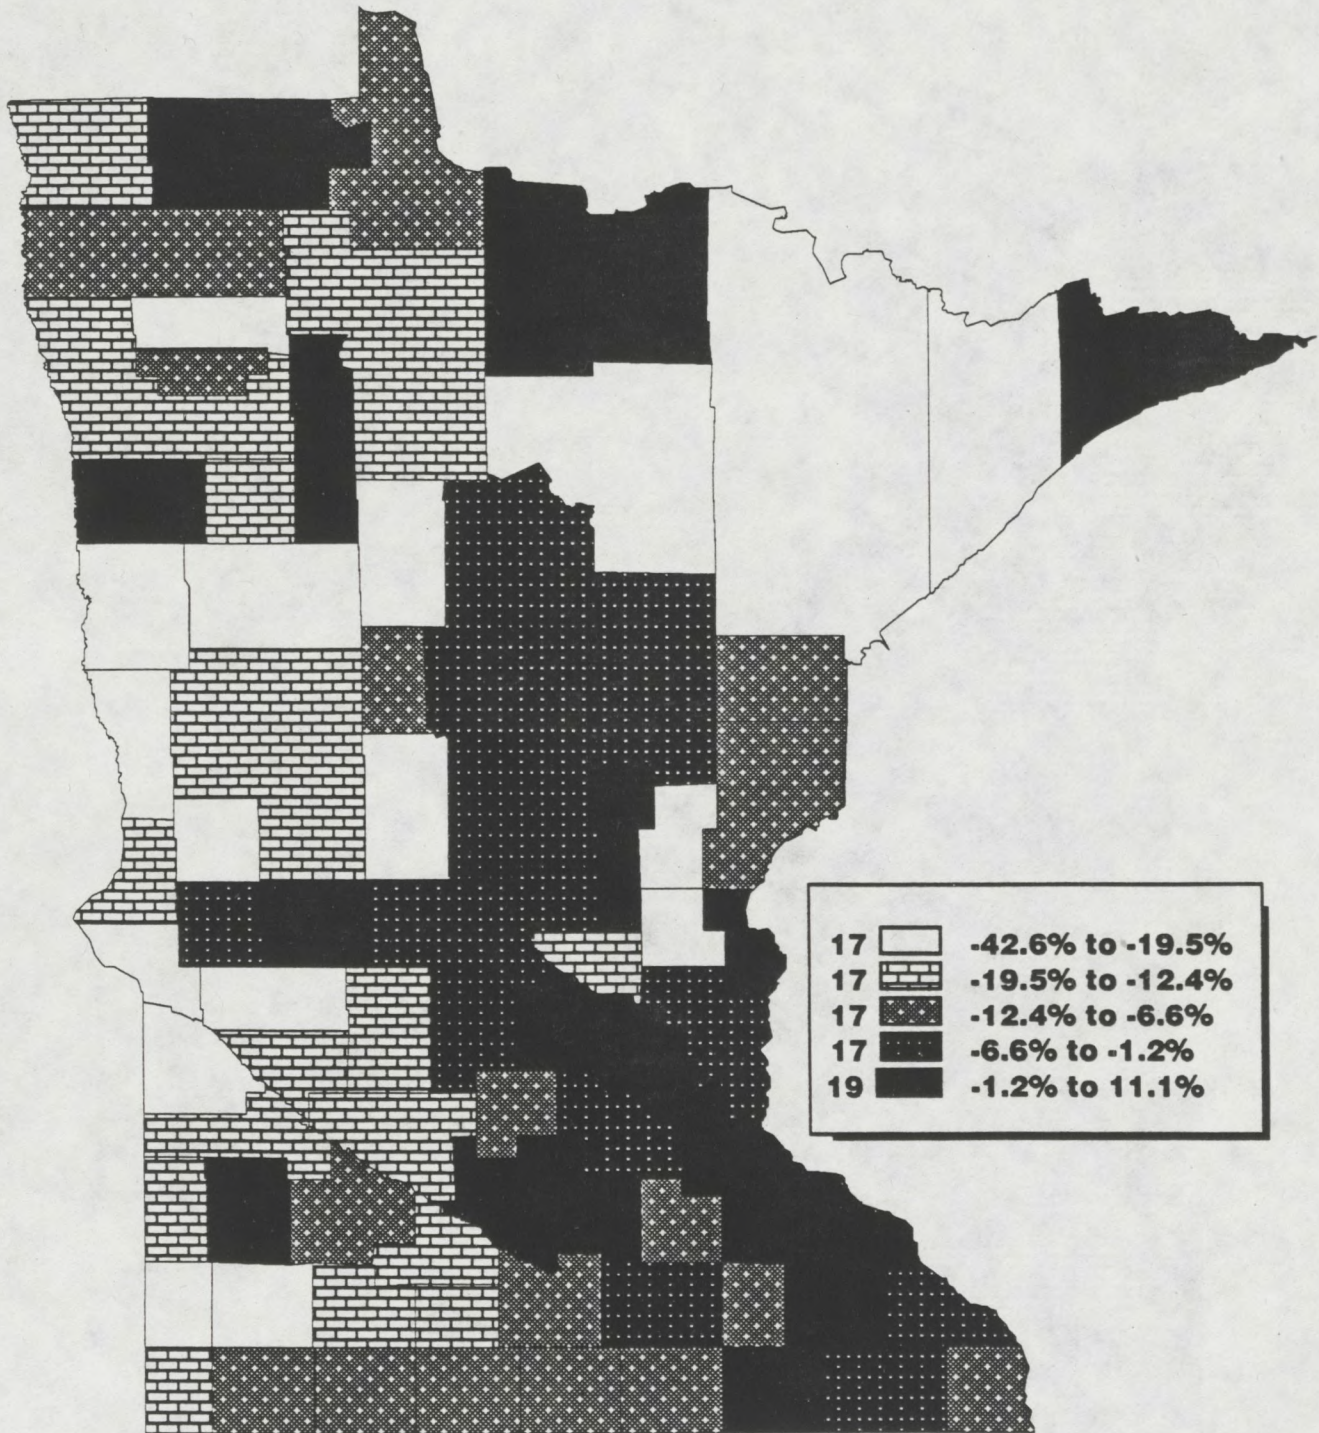 17 -42.6% to -19.5%
17 -19.5% to -12.4%
17 -12.4% to -6.6%
17 -6.6% to -1.2%
19 -1.2% to 11.1%